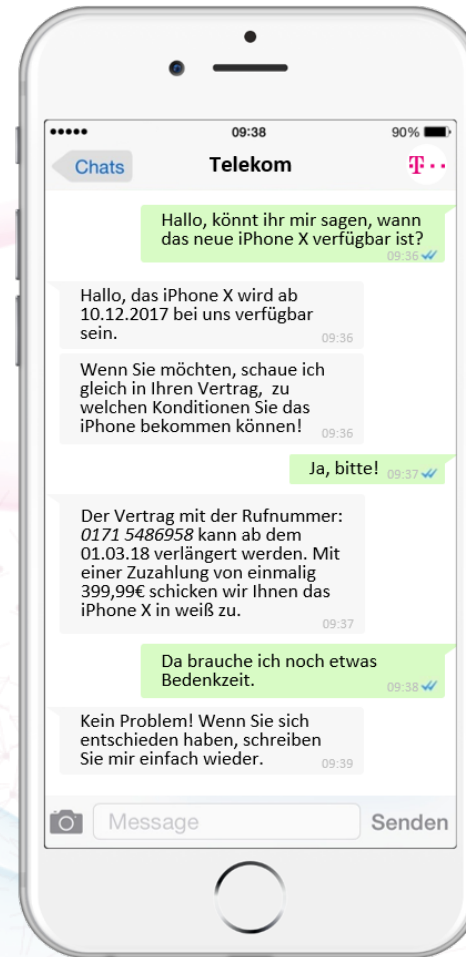 09:38
90%
Chats
Telekom
T··
Hallo, könnt ihr mir sagen, wann
das neue iPhone X verfügbar ist?
09:36
Hallo, das iPhone X wird ab
10.12.2017 bei uns verfügbar
sein.
09:36
Wenn Sie möchten, schaue ich
gleich in Ihren Vertrag, zu
welchen Konditionen Sie das
iPhone bekommen können!
09:36
Ja, bitte!
09:37
Der Vertrag mit der Rufnummer:
0171 5486958 kann ab dem
01.03.18 verlängert werden. Mit
einer Zuzahlung von einmalig
399,99€ schicken wir Ihnen das
iPhone X in weiß zu.
09:37
Da brauche ich noch etwas
Bedenkzeit.
09:38
Kein Problem! Wenn Sie sich
entschieden haben, schreiben
Sie mir einfach wieder.
09:39
Message
Senden